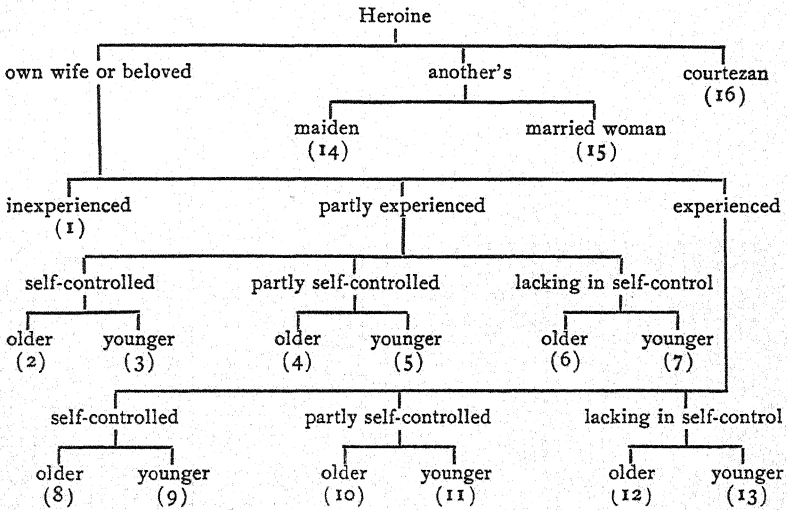 Heroine
own wife or beloved another's courtezan
(16)
maiden married woman
(14) (15)
inexperienced partly experienced experienced
(1)
self-controlled partly self-controlled lacking in self-control
older younger older younger older younger
(2) (3) (4) (5) (6) (7)
self-controlled partly self-controlled lacking in self-control
older younger older younger older younger
(8) (9) (10) (11) (12) (13)